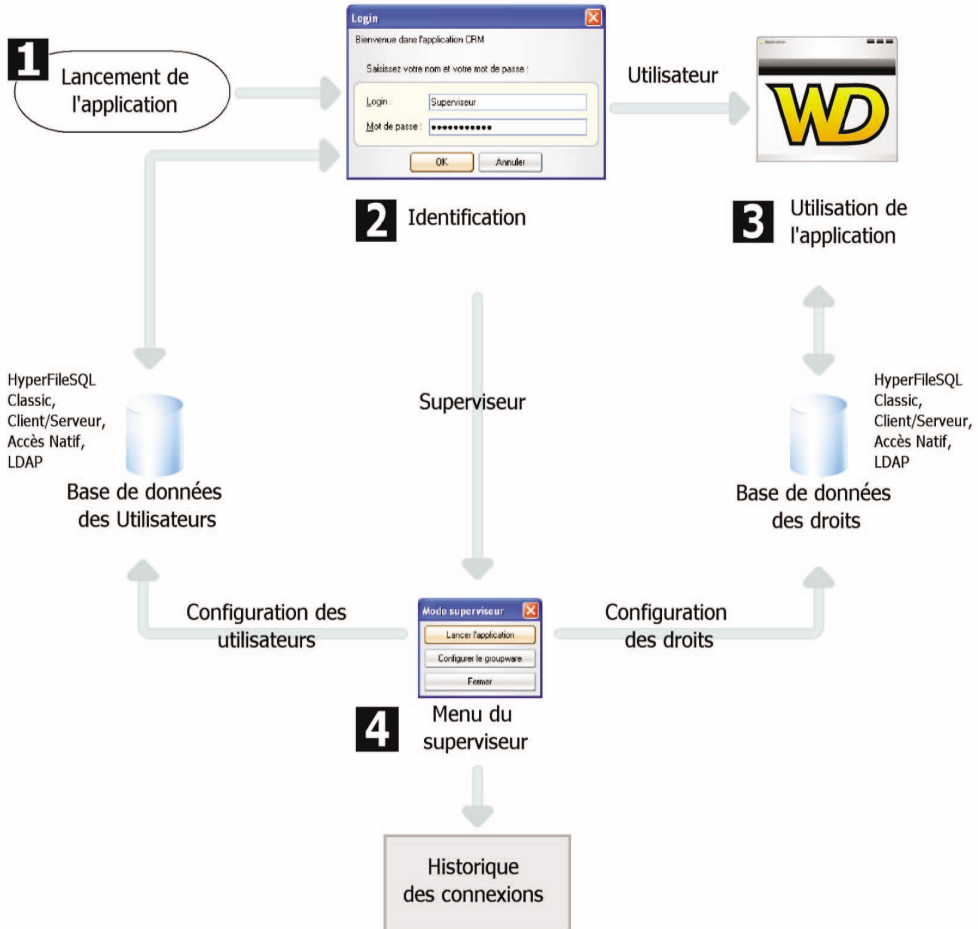 1
Lancement de
l'application
Login
Bienvenue dans l'application CRM
Saisissez votre nom et votre mot de passe :
Login :
Superviseur
Mot de passe :
OK
Annuler
2
Identification
Utilisateur
WD
3
Utilisation de
l'application
HyperFileSQL
Classic,
Client/Serveur,
Accès Natif,
LDAP
Base de données
des Utilisateurs
Superviseur
HyperFileSQL
Classic,
Client/Serveur,
Accès Natif,
LDAP
Base de données
des droits
Configuration des
utilisateurs
Mode superviseur
Lancer l'application
Configurer le groupware
Fermer
Configuration
des droits
4
Menu du
superviseur
Historique
des connexions